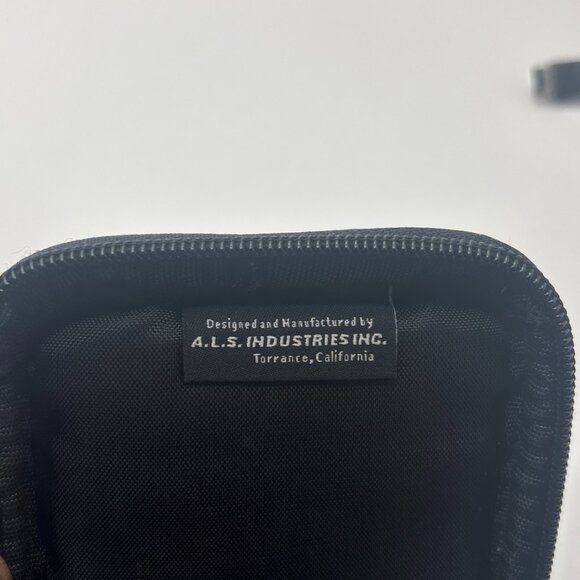 Designed and Manufactured by
A.L.S. INDUSTRIES INC.
Torrance, California